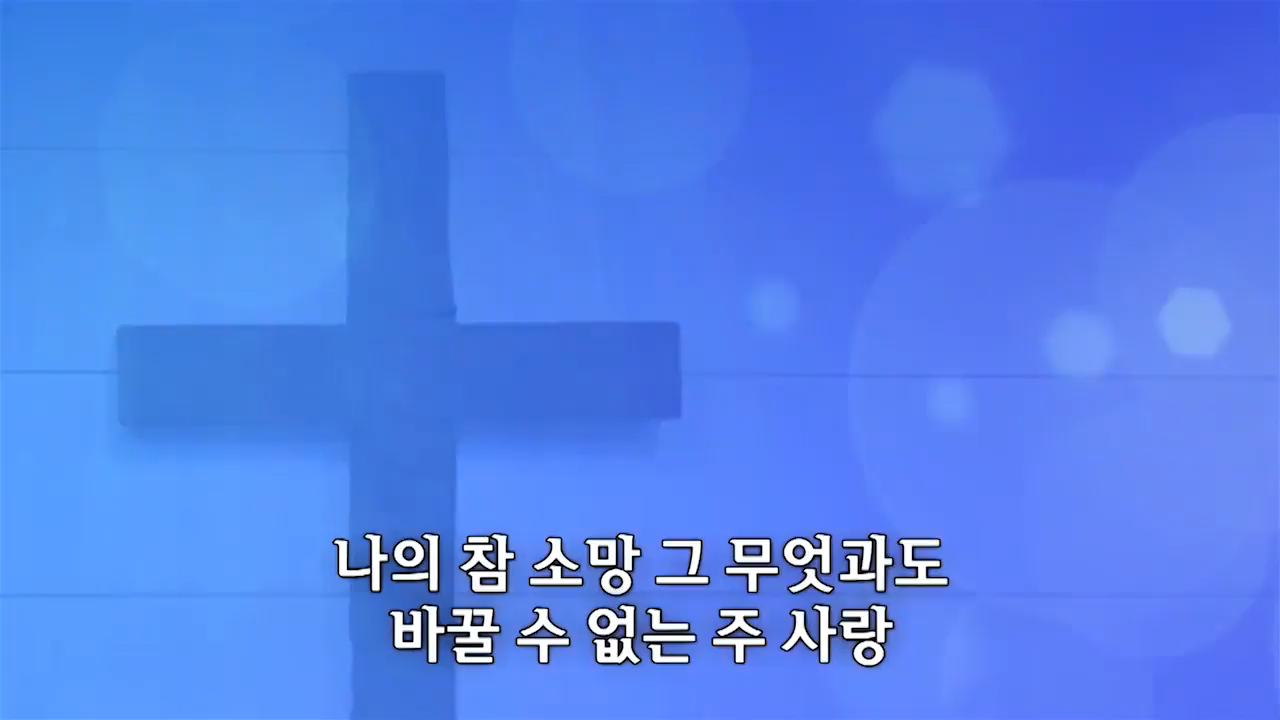 나의 참 소망 그 무엇과도
바꿀 수 없는 주 사랑